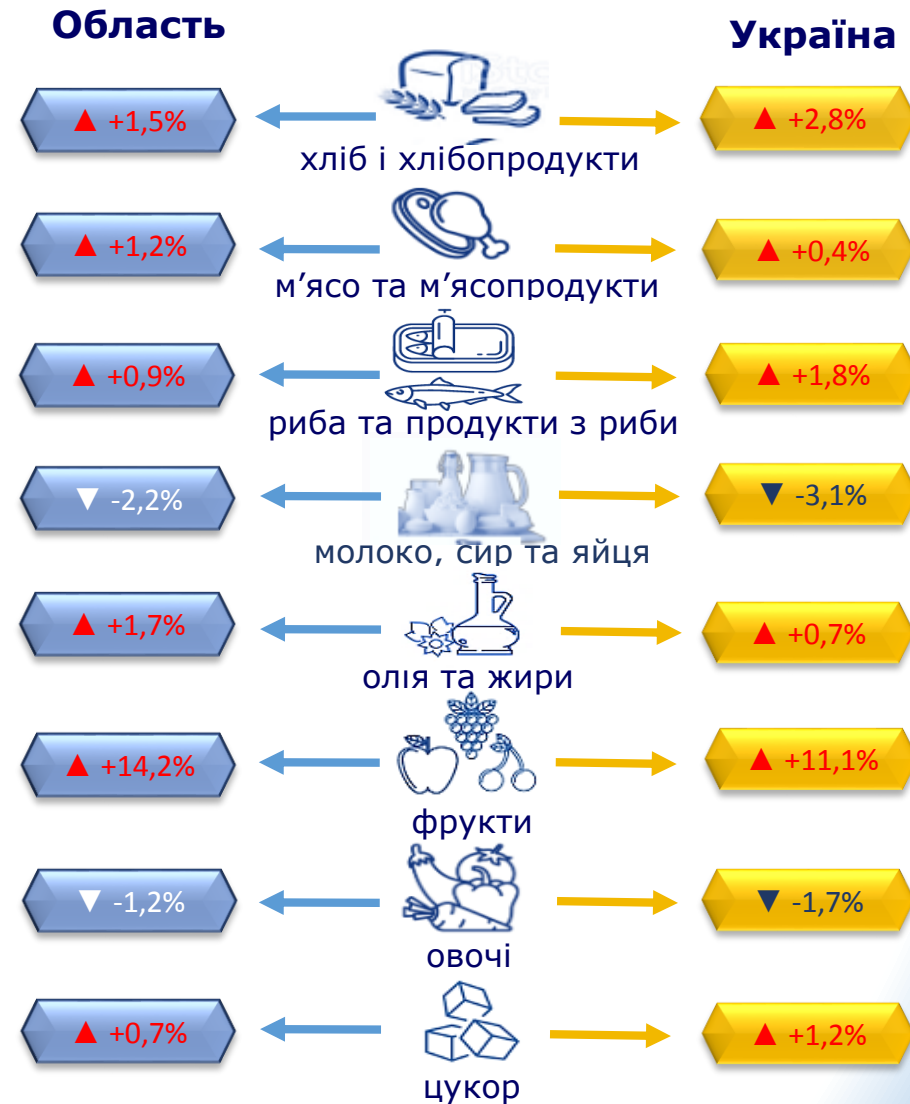 Область
Україна
▲ +1,5%
▲ +2,8%
хліб і хлібопродукти
▲ +1,2%
▲ +0,4%
м’ясо та м’ясопродукти
▲ +0,9%
▲ +1,8%
риба та продукти з риби
▼ -2,2%
▼ -3,1%
молоко, сир та яйця
▲ +1,7%
▲ +0,7%
олія та жири
▲ +14,2%
▲ +11,1%
фрукти
▼ -1,2%
▼ -1,7%
овочі
▲ +0,7%
▲ +1,2%
цукор